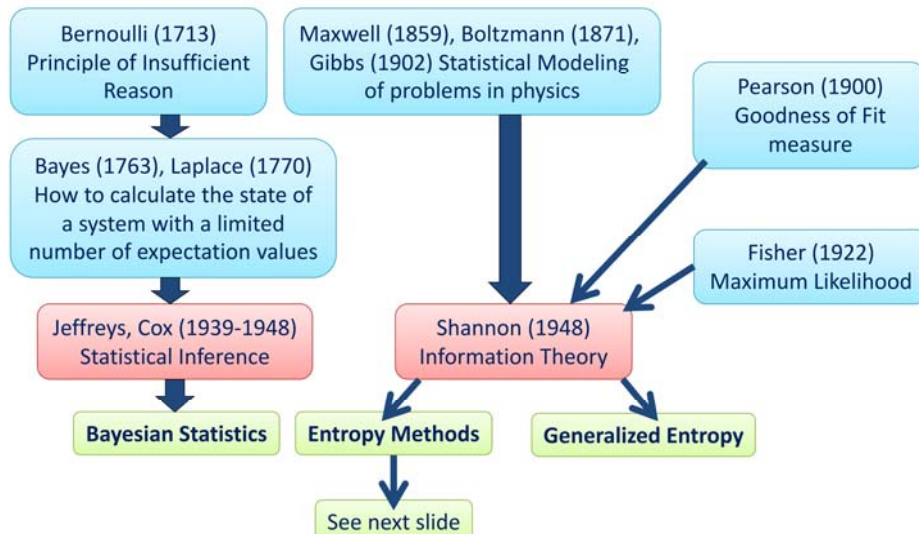 Bernoulli (1713)
Principle of Insufficient
Reason
Maxwell (1859), Boltzmann (1871),
Gibbs (1902) Statistical Modeling
of problems in physics
Pearson (1900)
Goodness of Fit
measure
Bayes (1763), Laplace (1770)
How to calculate the state of
a system with a limited
number of expectation values
Fisher (1922)
Maximum Likelihood
Jeffreys, Cox (1939-1948)
Statistical Inference
Shannon (1948)
Information Theory
Bayesian Statistics
Entropy Methods
Generalized Entropy
See next slide